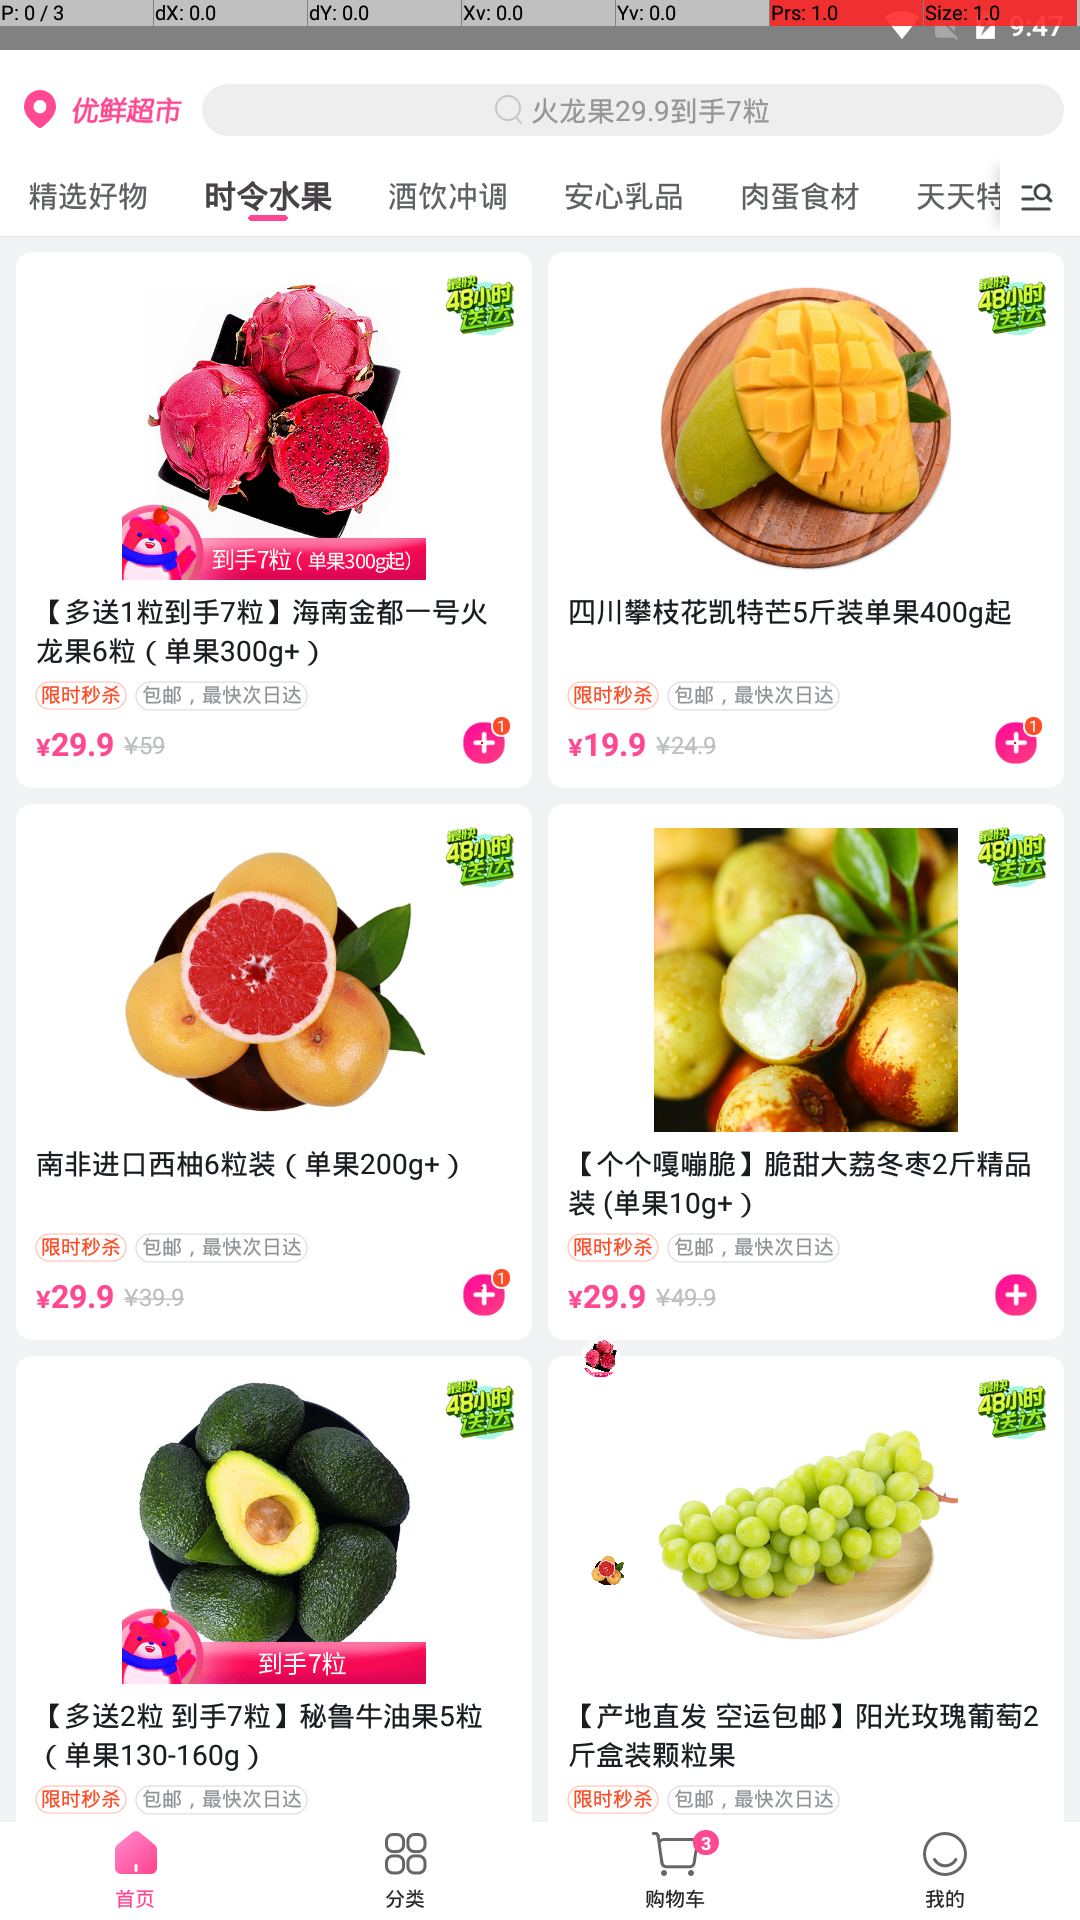 P: 0 / 3
dX: 0.0
dY: 0.0
Xv: 0.0
Yv: 0.0
Prs: 1.0
Size: 1.0
9:47
优鲜超市
火龙果29.9到手7粒
精选好物
时令水果
酒饮冲调
安心乳品
肉蛋食材
天天特
最快
48小时
送达
到手7粒（单果300g起）
【多送1粒到手7粒】海南金都一号火
龙果6粒（单果300g+）
限时秒杀
包邮，最快次日达
¥29.9
¥59
1
最快
48小时
送达
四川攀枝花凯特芒5斤装单果400g起
限时秒杀
包邮，最快次日达
¥19.9
¥24.9
1
最快
48小时
送达
南非进口西柚6粒装（单果200g+）
限时秒杀
包邮，最快次日达
¥29.9
¥39.9
1
最快
48小时
送达
【个个嘎嘣脆】脆甜大荔冬枣2斤精品
装 (单果10g+）
限时秒杀
包邮，最快次日达
¥29.9
¥49.9
最快
48小时
送达
到手7粒
【多送2粒 到手7粒】秘鲁牛油果5粒
（单果130-160g）
限时秒杀
包邮，最快次日达
最快
48小时
送达
【产地直发 空运包邮】阳光玫瑰葡萄2
斤盒装颗粒果
限时秒杀
包邮，最快次日达
首页
分类
3
购物车
我的